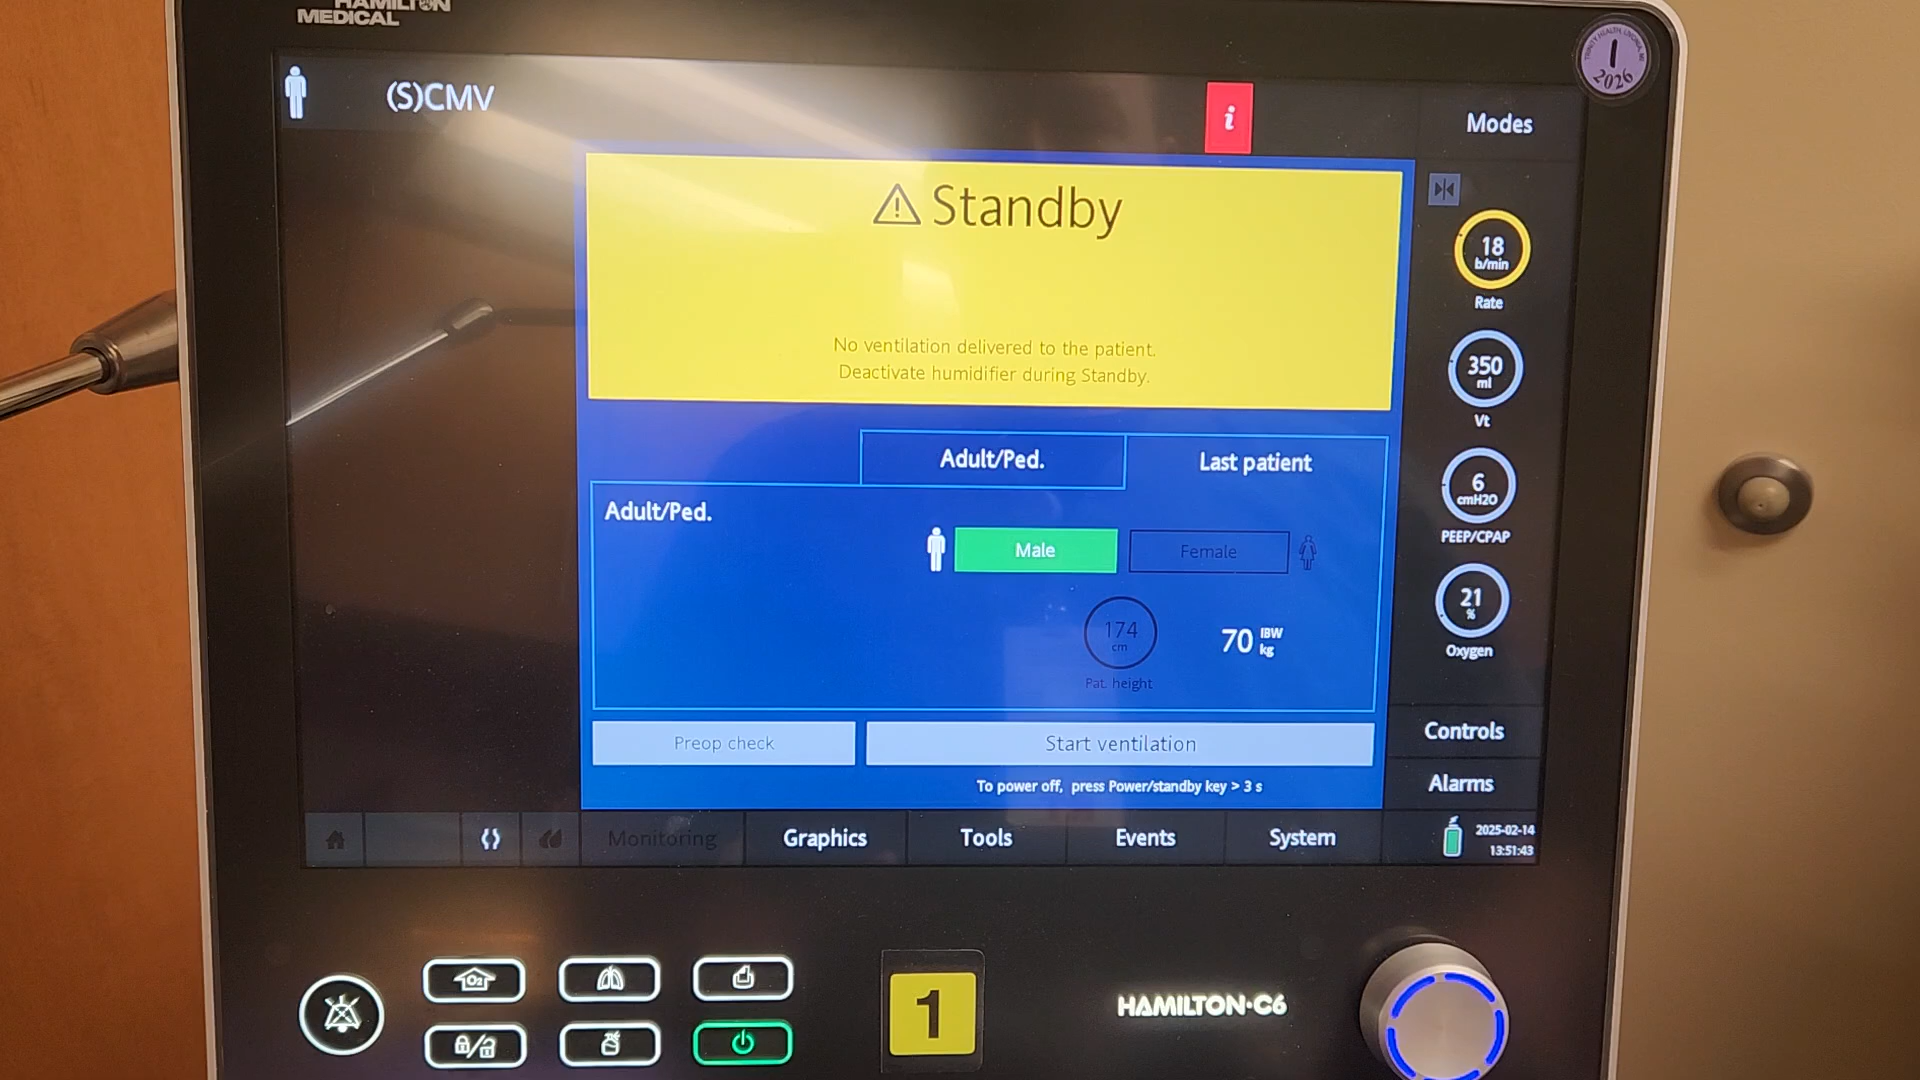 HAMILTON
MEDICAL
(S)CMV
i
Modes
1
2026
Standby
No ventilation delivered to the patient.
Deactivate humidifier during Standby.
18
b/min
Rate
350
ml
Vt
6
cmH2O
PEEP/CPAP
21
%
Oxygen
Adult/Ped.
Last patient
Adult/Ped.
Male
Female
174
cm
Pat. height
70 IBW
kg
Preop check
Start ventilation
To power off, press Power/standby key > 3 s
Controls
Alarms
Monitoring
Graphics
Tools
Events
System
2025-02-14
13:51:43
O2
1
HAMILTON·C6